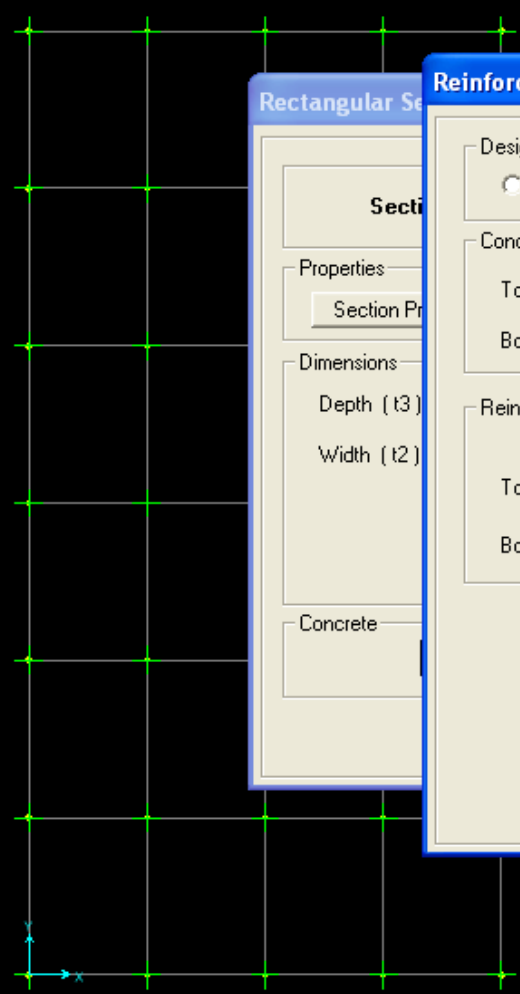 Rectangular Se
Secti
Properties
Section Pr
Dimensions
Depth ( t3 )
Width ( t2 )
Concrete
Reinforc
Desi
Conc
To
Bo
Rein
To
Bo
Y
X